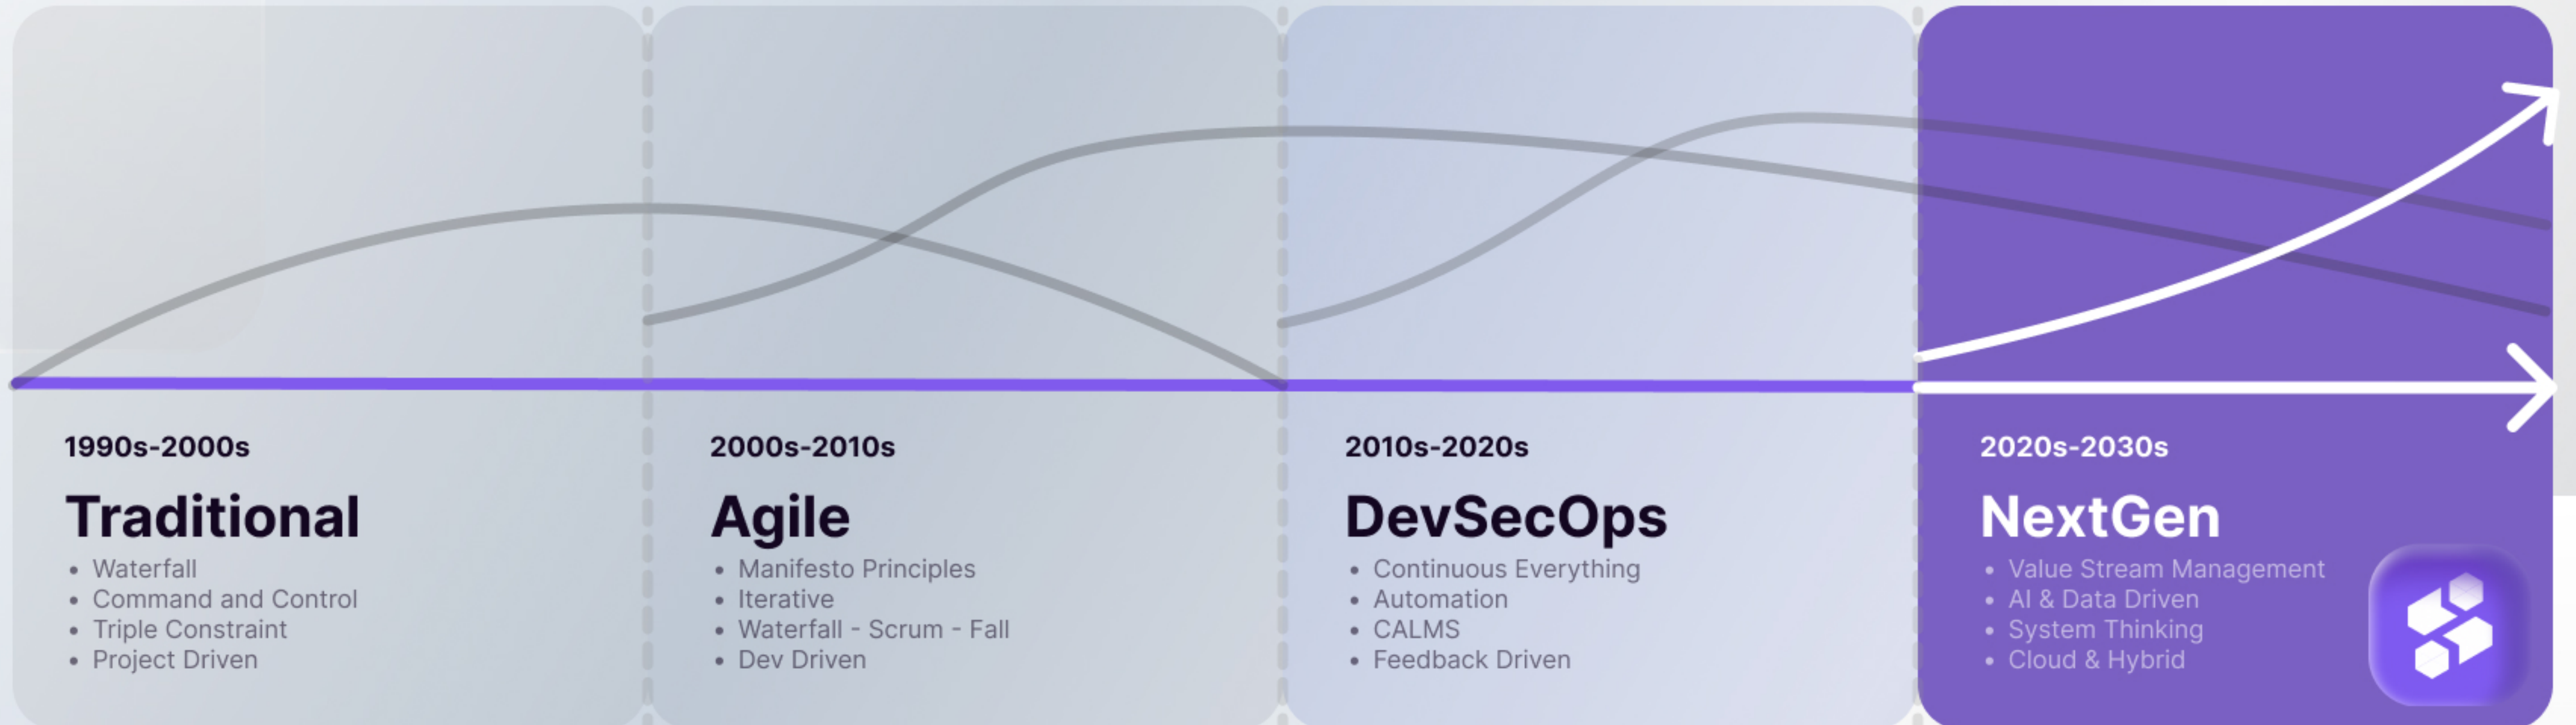 1990s-2000s
Traditional
• Waterfall
• Command and Control
• Triple Constraint
• Project Driven
2000s-2010s
Agile
• Manifesto Principles
• Iterative
• Waterfall - Scrum - Fall
• Dev Driven
2010s-2020s
DevSecOps
• Continuous Everything
• Automation
• CALMS
• Feedback Driven
2020s-2030s
NextGen
• Value Stream Management
• AI & Data Driven
• System Thinking
• Cloud & Hybrid